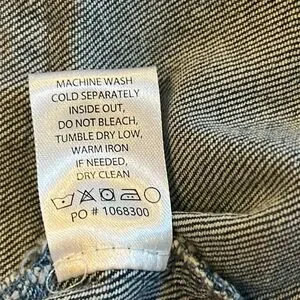 MACHINE WASH
COLD SEPARATELY
INSIDE OUT,
DO NOT BLEACH,
TUMBLE DRY LOW,
WARM IRON
IF NEEDED,
DRY CLEAN
PO # 1068300